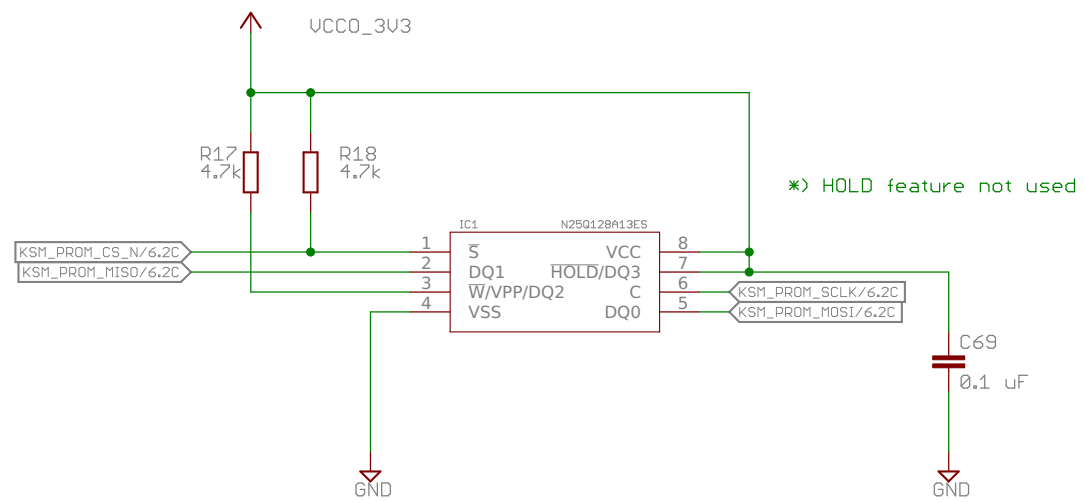 VCCO_3V3
R17
4.7k
R18
4.7k
*) HOLD feature not used
IC1
N25Q128A13ES
KSM_PROM_CS_N/6.2C
1
S
VCC
8
KSM_PROM_MISO/6.2C
2
DQ1
HOLD/DQ3
7
3
W/VPP/DQ2
C
6
KSM_PROM_SCLK/6.2C
4
VSS
DQ0
5
KSM_PROM_MOSI/6.2C
C69
0.1 uF
GND
GND